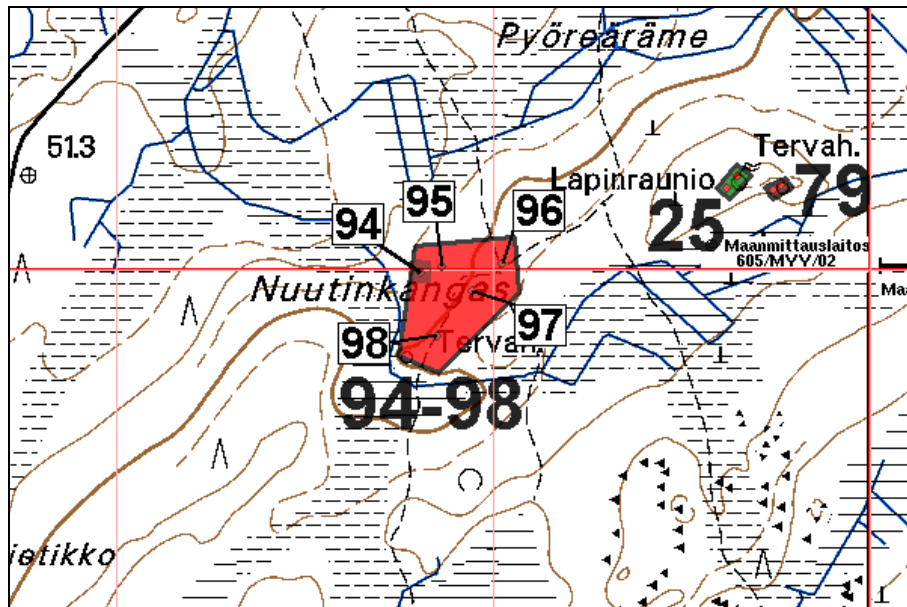 Pyöreäräme
51.3
Tervah.
Lapinraunio
79
25
95
96
94
Maanmittauslaitos
605/MYY/02
Nuutinkangas
Maa
97
98
Tervah.
94-98
ietikko